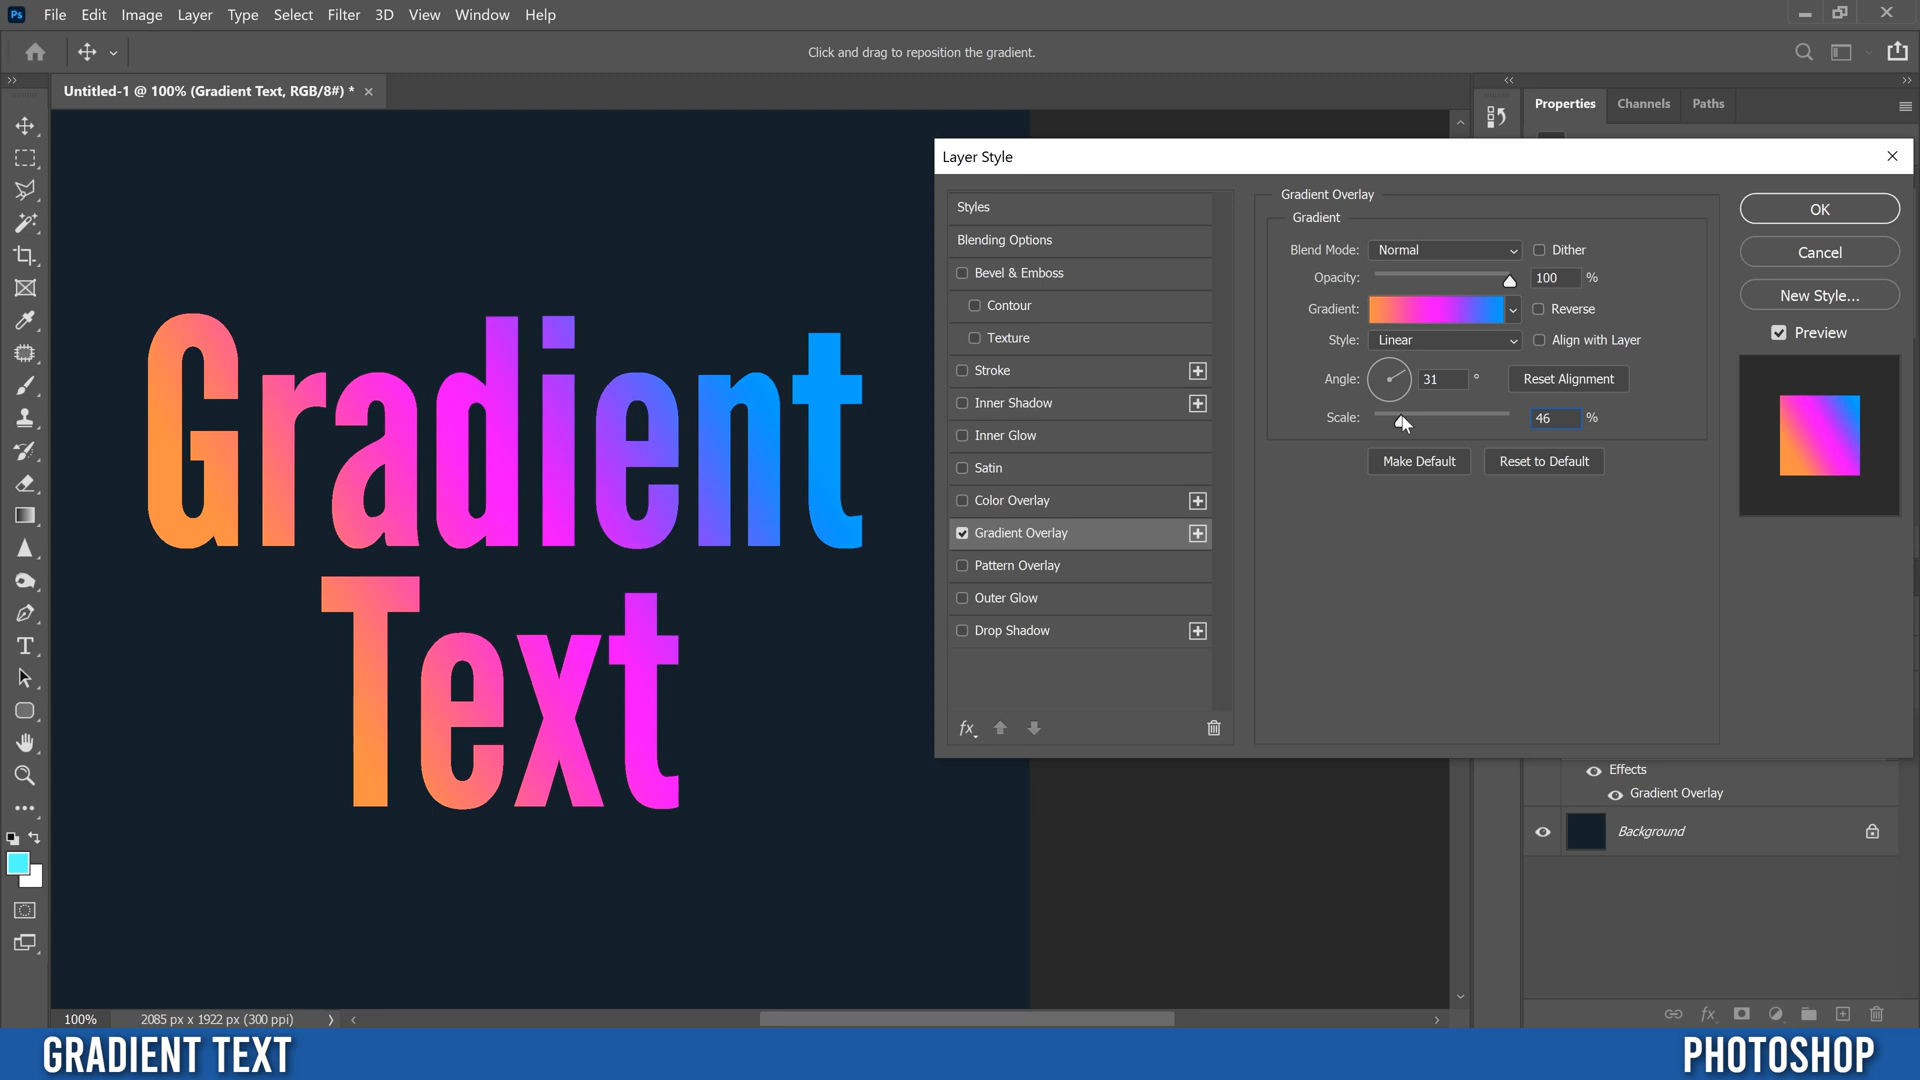 Ps File Edit Image Layer Type Select Filter 3D View Window Help
Click and drag to reposition the gradient.
Untitled-1 @ 100% (Gradient Text, RGB/8#) * ×
Properties Channels Paths
Gradient
Text
Layer Style
Styles
Blending Options
Bevel & Emboss
Contour
Texture
Stroke
Inner Shadow
Inner Glow
Satin
Color Overlay
Gradient Overlay
Pattern Overlay
Outer Glow
Drop Shadow
fx
Gradient Overlay
Gradient
Blend Mode: Normal Dither
Opacity: 100 %
Gradient: Reverse
Style: Linear Align with Layer
Angle: 31 ° Reset Alignment
Scale: 46 %
Make Default Reset to Default
OK
Cancel
New Style...
Preview
Effects
Gradient Overlay
Background
fx
100% 2085 px x 1922 px (300 ppi)
GRADIENT TEXT
PHOTOSHOP